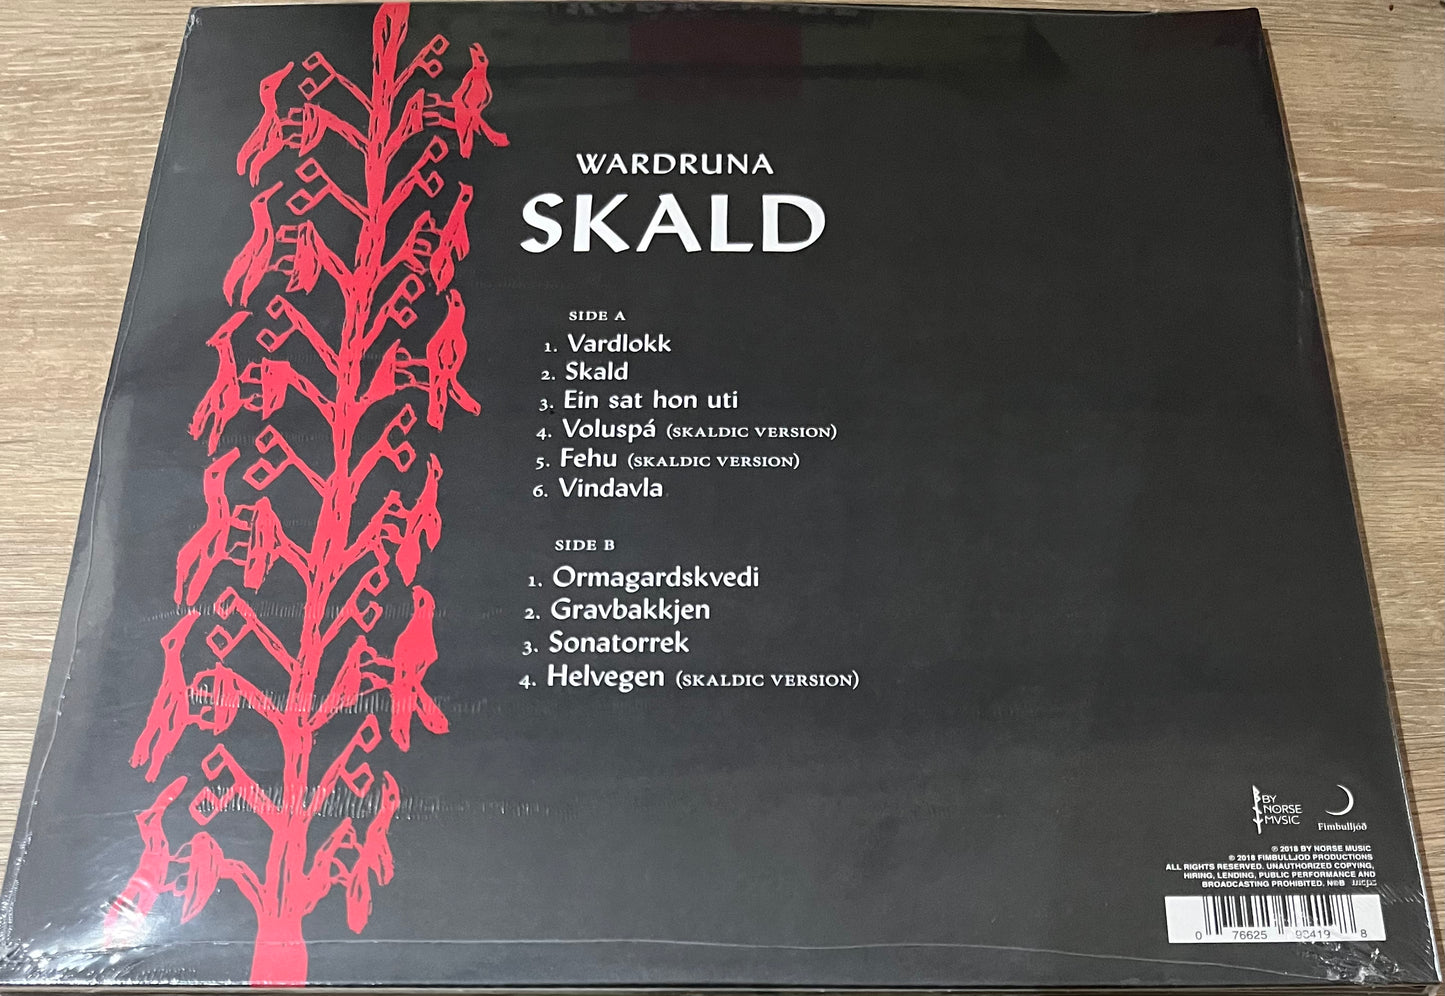 WARDRUNA
SKALD
SIDE A
1. Vardlokk
2. Skald
3. Ein sat hon uti
4. Voluspá (SKALDIC VERSION)
5. Fehu (SKALDIC VERSION)
6. Vindavla
SIDE B
1. Ormagardskvedi
2. Gravbakkjen
3. Sonatorrek
4. Helvegen (SKALDIC VERSION)
BY
NORSE
MVSIC
Fimbulljóð
℗ 2018 BY NORSE MUSIC
© 2018 FIMBULLJOD PRODUCTIONS
ALL RIGHTS RESERVED. UNAUTHORIZED COPYING,
HIRING, LENDING, PUBLIC PERFORMANCE AND
BROADCASTING PROHIBITED. N©B mcps
0 76625 90419 8